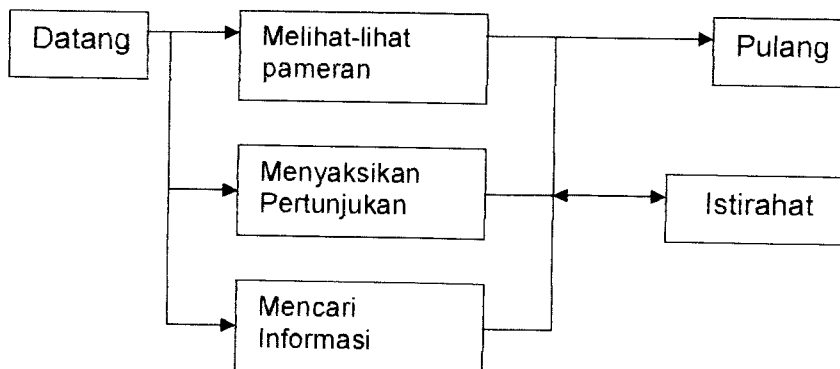 Datang
Melihat-lihat
pameran
Pulang
Menyaksikan
Pertunjukan
Istirahat
Mencari
Informasi